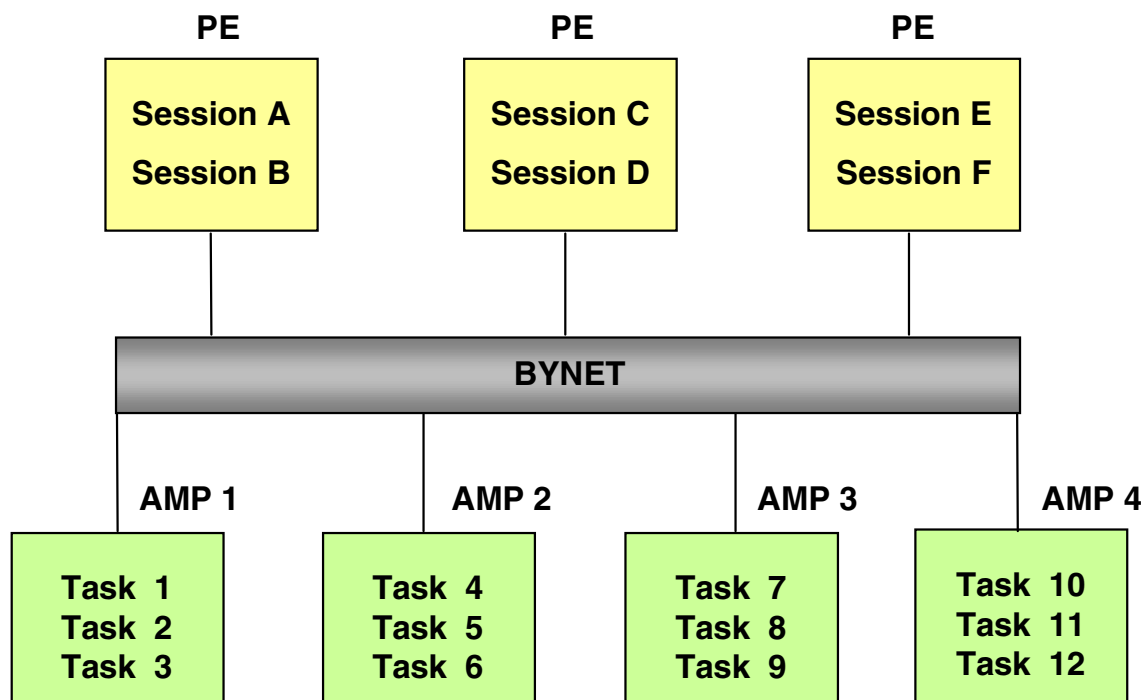 PE PE PE
Session A Session C Session E
Session B Session D Session F
BYNET
AMP 1 AMP 2 AMP 3 AMP 4
Task 1 Task 4 Task 7 Task 10
Task 2 Task 5 Task 8 Task 11
Task 3 Task 6 Task 9 Task 12